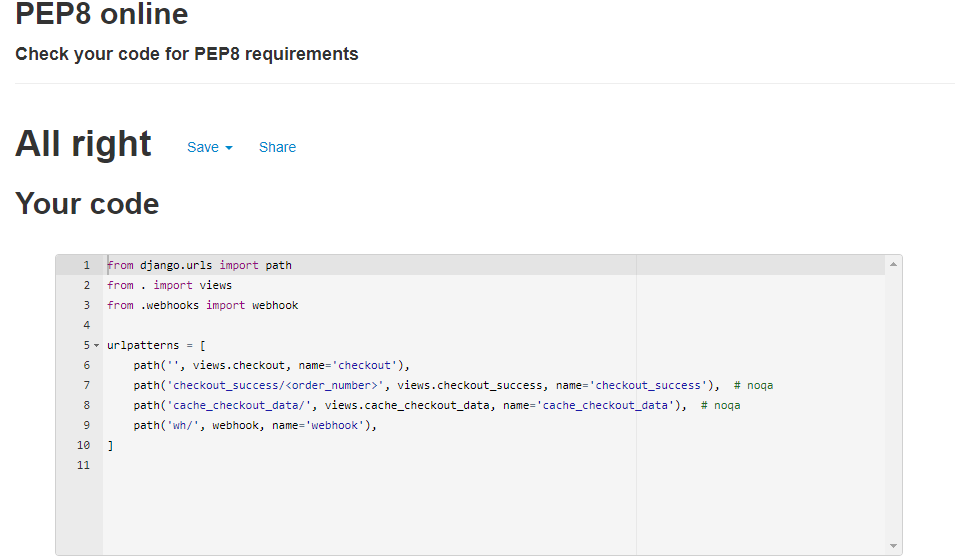 PEP8 online
Check your code for PEP8 requirements
All right Save Share
Your code
1 from django.urls import path
2 from . import views
3 from .webhooks import webhook
4
5 urlpatterns = [
6     path('', views.checkout, name='checkout'),
7     path('checkout_success/<order_number>', views.checkout_success, name='checkout_success'),  # noqa
8     path('cache_checkout_data/', views.cache_checkout_data, name='cache_checkout_data'),  # noqa
9     path('wh/', webhook, name='webhook'),
10 ]
11